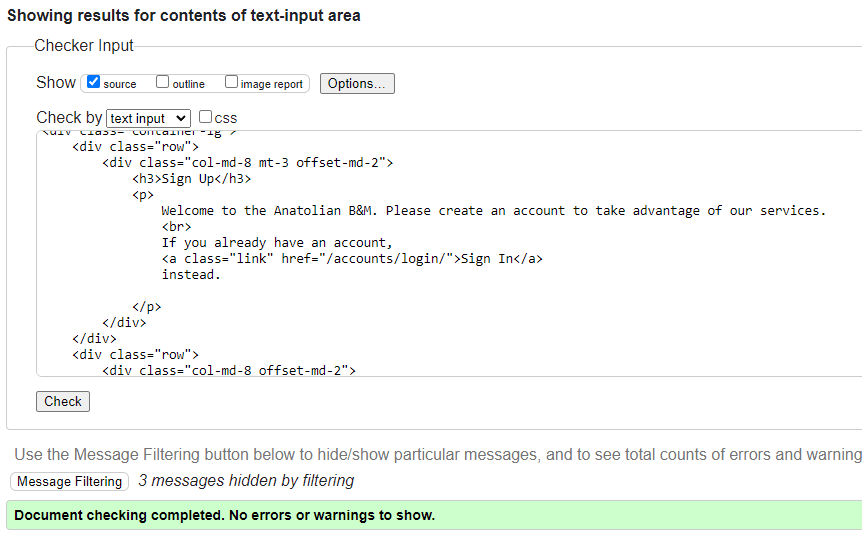 Showing results for contents of text-input area
Checker Input
Show source outline image report Options...
Check by text input css
<div class="container-lg">
<div class="row">
<div class="col-md-8 mt-3 offset-md-2">
<h3>Sign Up</h3>
<p>
Welcome to the Anatolian B&M. Please create an account to take advantage of our services.
<br>
If you already have an account,
<a class="link" href="/accounts/login/">Sign In</a>
instead.
</p>
</div>
</div>
<div class="row">
<div class="col-md-8 offset-md-2">
Check
Use the Message Filtering button below to hide/show particular messages, and to see total counts of errors and warning
Message Filtering 3 messages hidden by filtering
Document checking completed. No errors or warnings to show.